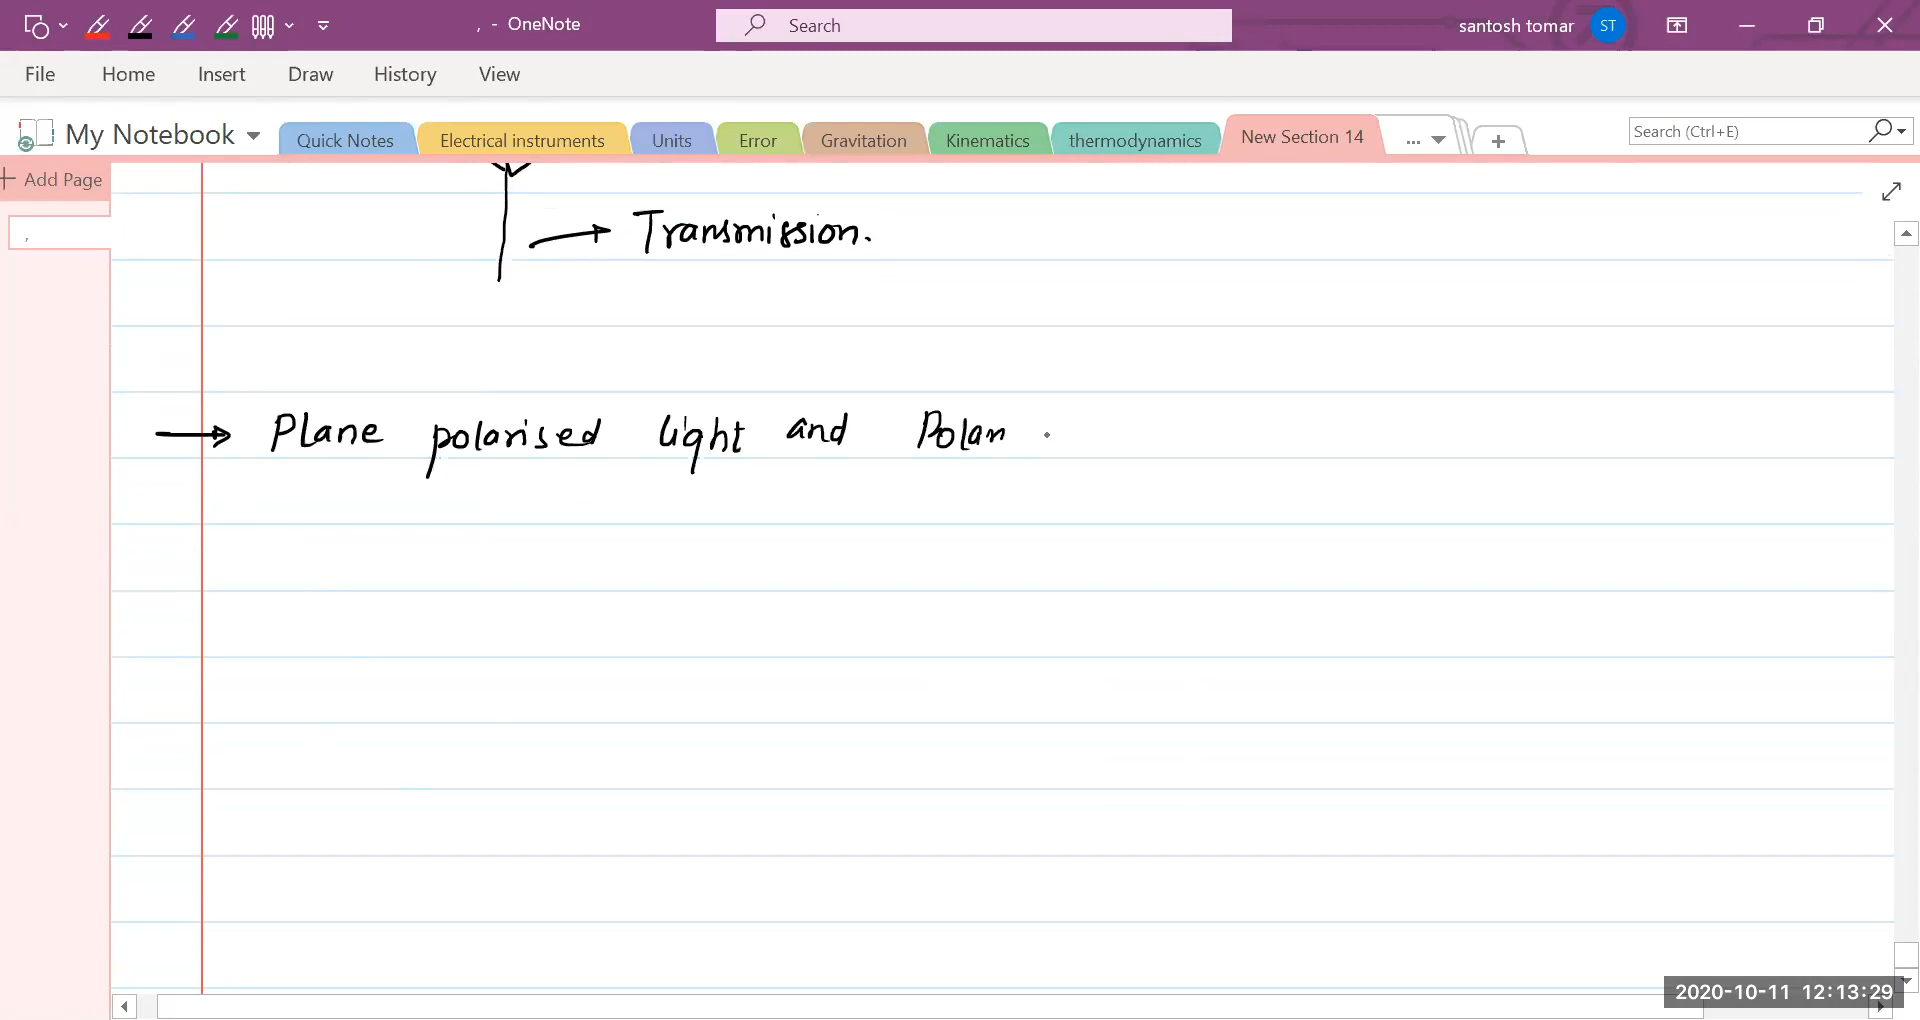 , - OneNote
Search
santosh tomar ST
File Home Insert Draw History View
My Notebook
Quick Notes Electrical instruments Units Error Gravitation Kinematics thermodynamics New Section 14 ...
Search (Ctrl+E)
Add Page
,
Transmission.
Plane polarised light and Polari
2020-10-11 12:13:29